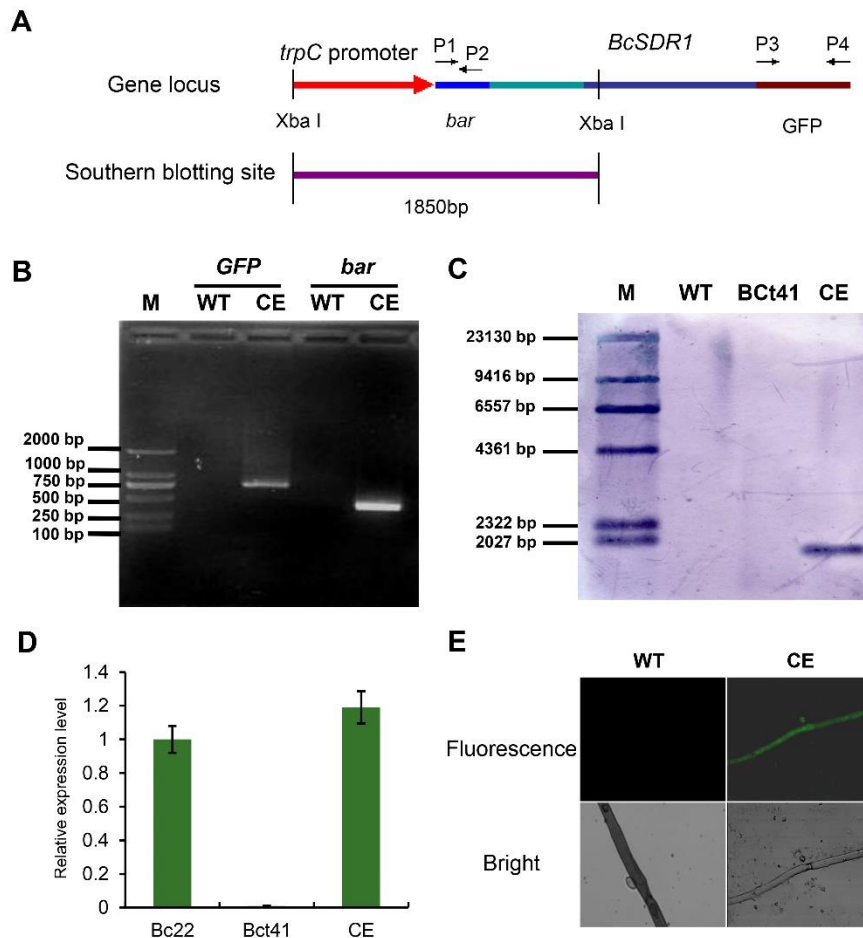 A
trpC promoter
P1
P2
BcSDR1
P3
P4
Gene locus
Xba I
bar
Xba I
GFP
Southern blotting site
1850bp
B
GFP
bar
M
WT
CE
WT
CE
2000 bp
1000 bp
750 bp
500 bp
250 bp
100 bp
C
M
WT
BCt41
CE
23130 bp
9416 bp
6557 bp
4361 bp
2322 bp
2027 bp
D
Relative expression level
1.4
1.2
1
0.8
0.6
0.4
0.2
0
Bc22
Bct41
CE
E
WT
CE
Fluorescence
Bright